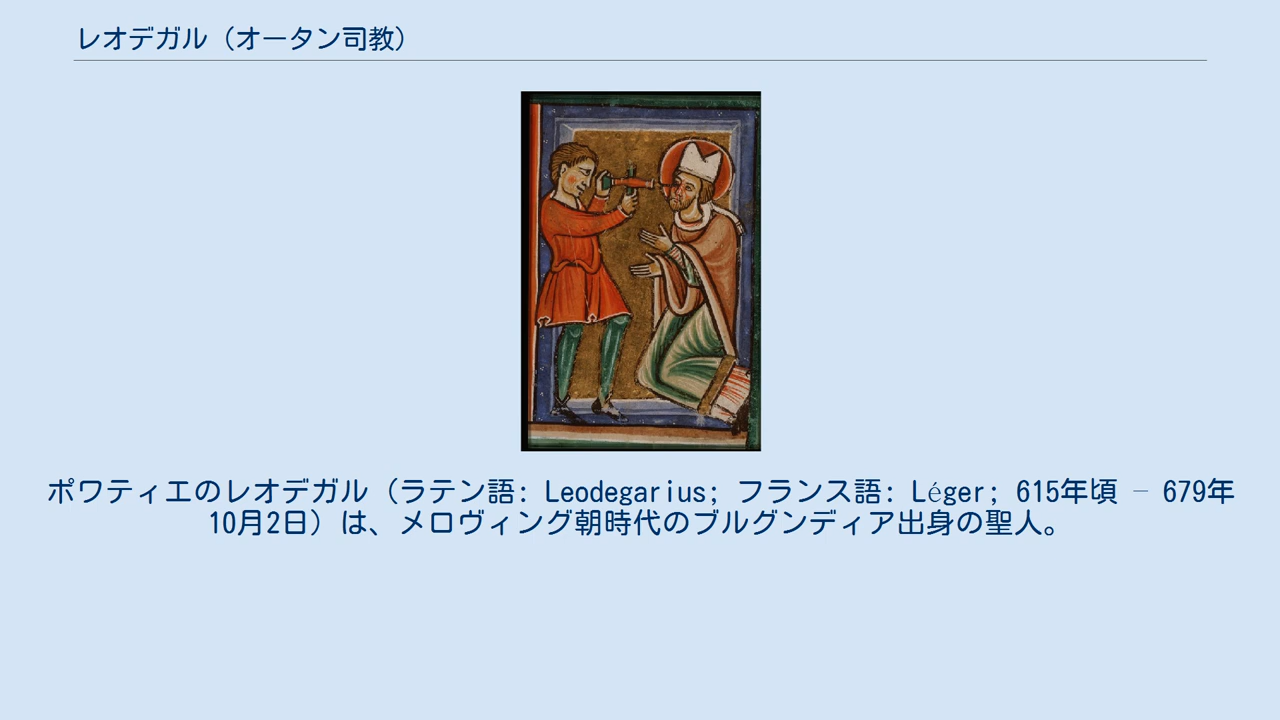 レオデガル（オータン司教）
ポワティエのレオデガル（ラテン語: Leodegarius; フランス語: Léger; 615年頃 – 679年
10月2日）は、メロヴィング朝時代のブルグンディア出身の聖人。